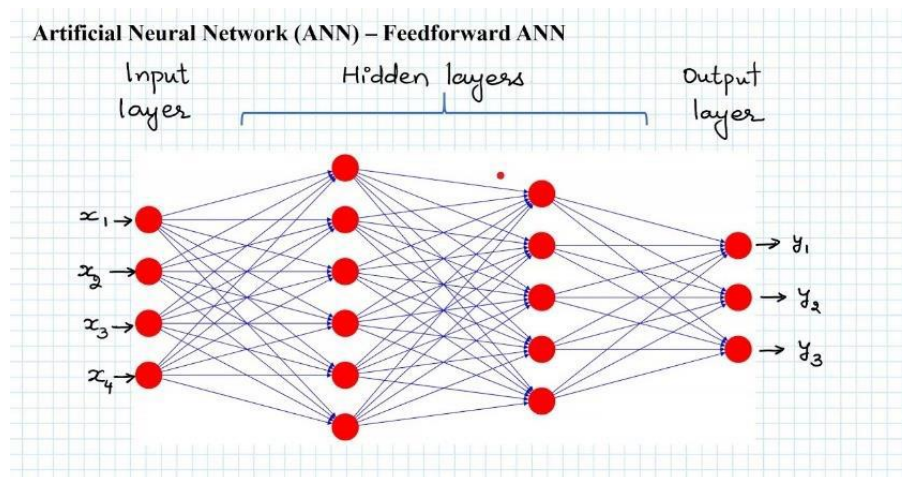 Artificial Neural Network (ANN) – Feedforward ANN
Input
layer
Hidden layers
Output
layer
x₁
x₂
x₃
x₄
y₁
y₂
y₃